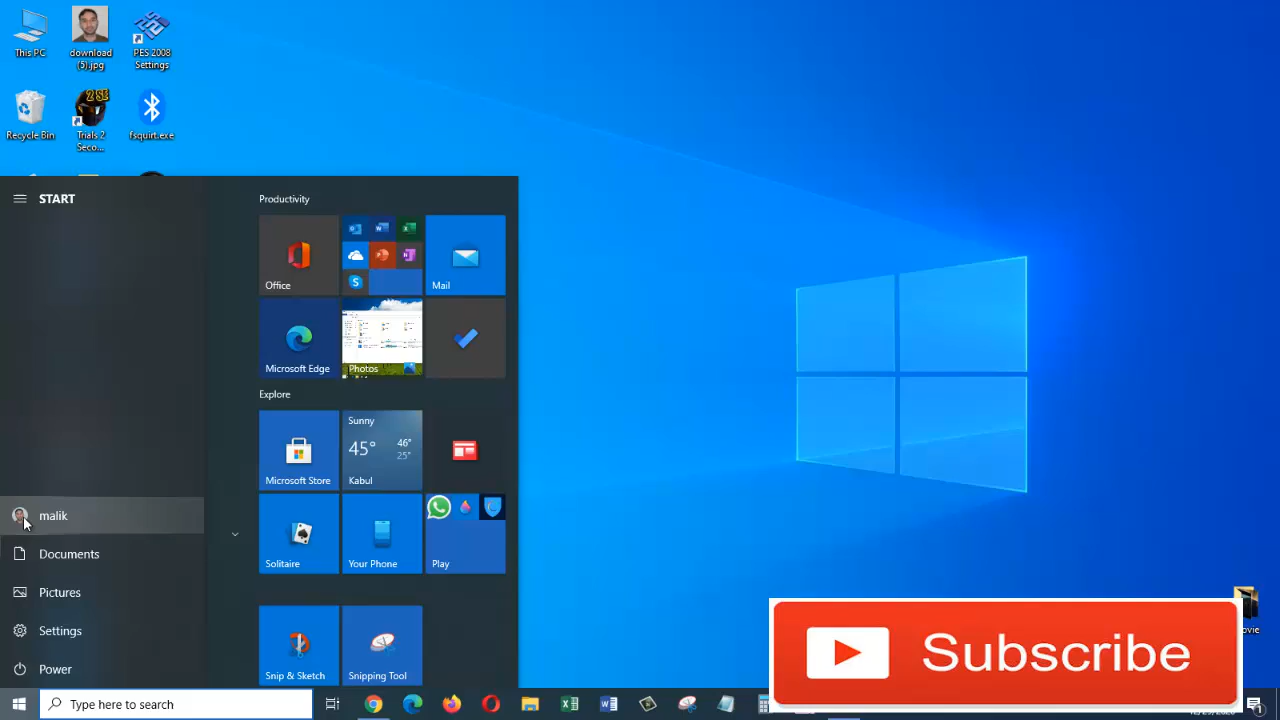 This PC
download
(5).jpg
PES 2008
Settings
Recycle Bin
Trials 2
Seco...
2 SE
fsquirt.exe
START
malik
Documents
Pictures
Settings
Power
Productivity
Office
Mail
Microsoft Edge
Photos
Explore
Microsoft Store
Sunny
45°
46°
25°
Kabul
Solitaire
Your Phone
Play
Snip & Sketch
Snipping Tool
Subscribe
Type here to search